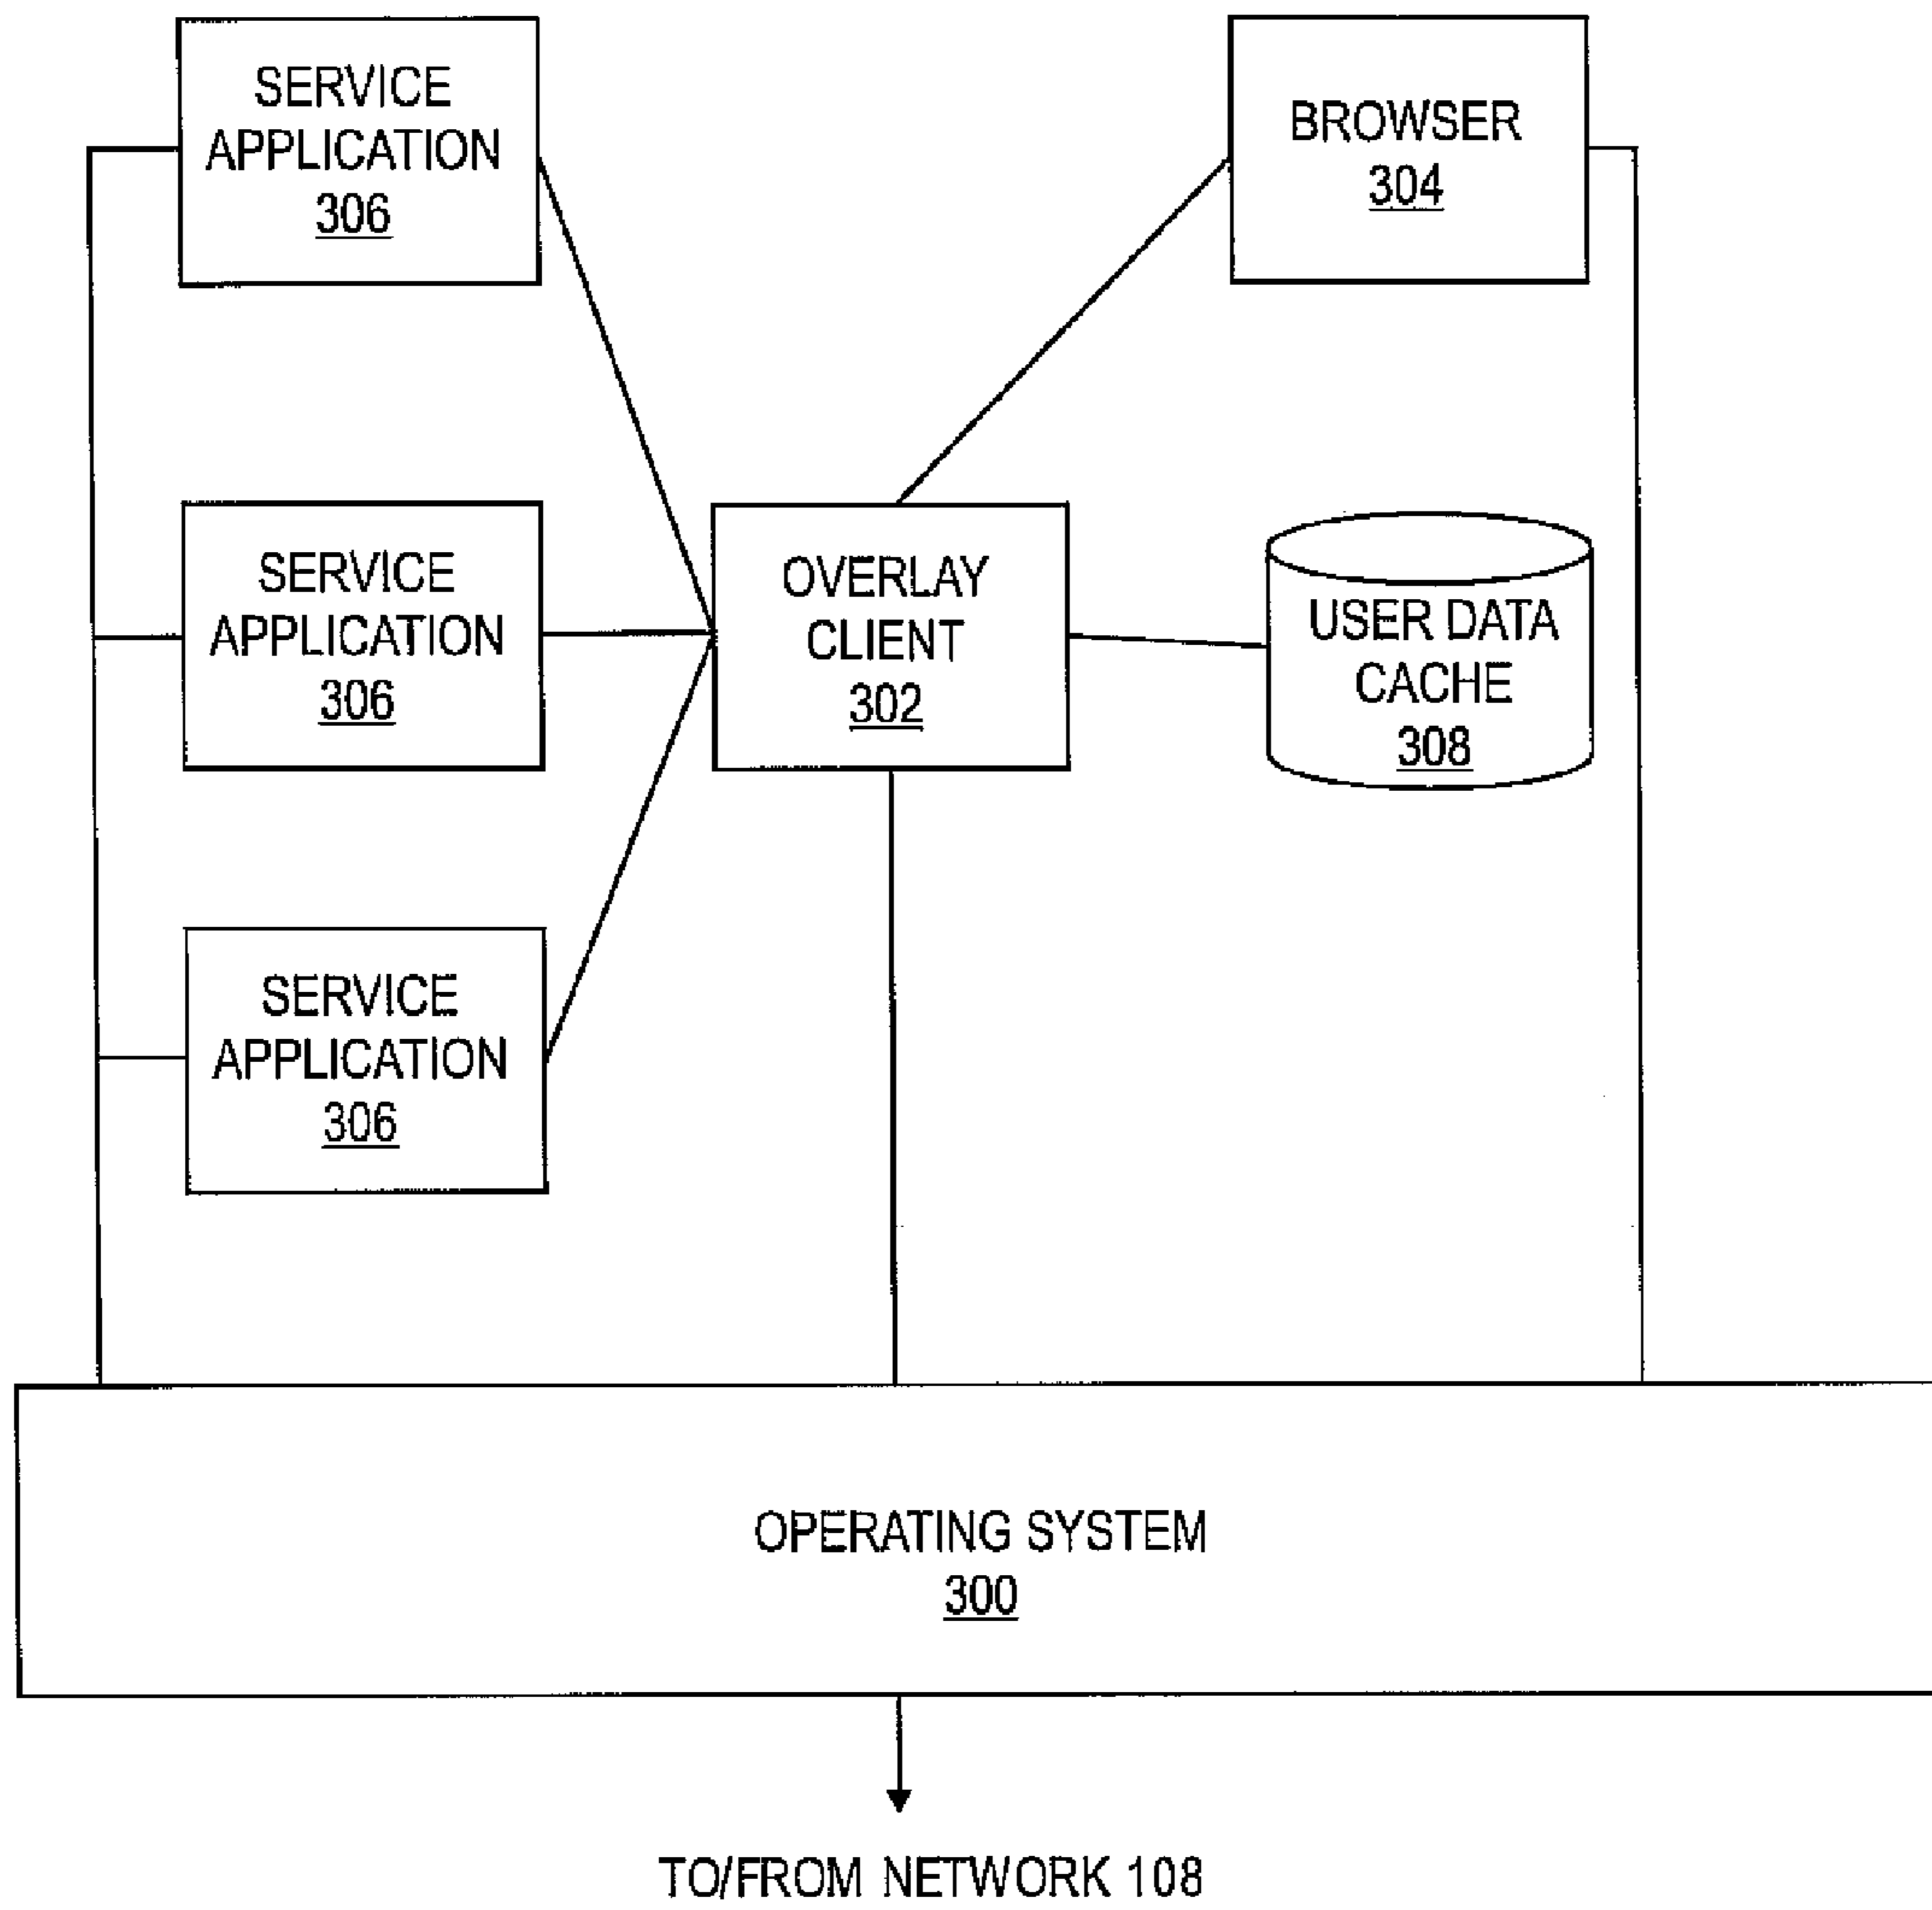 SERVICE
APPLICATION
306
BROWSER
304
SERVICE
APPLICATION
306
OVERLAY
CLIENT
302
USER DATA
CACHE
308
SERVICE
APPLICATION
306
OPERATING SYSTEM
300
TO/FROM NETWORK 108